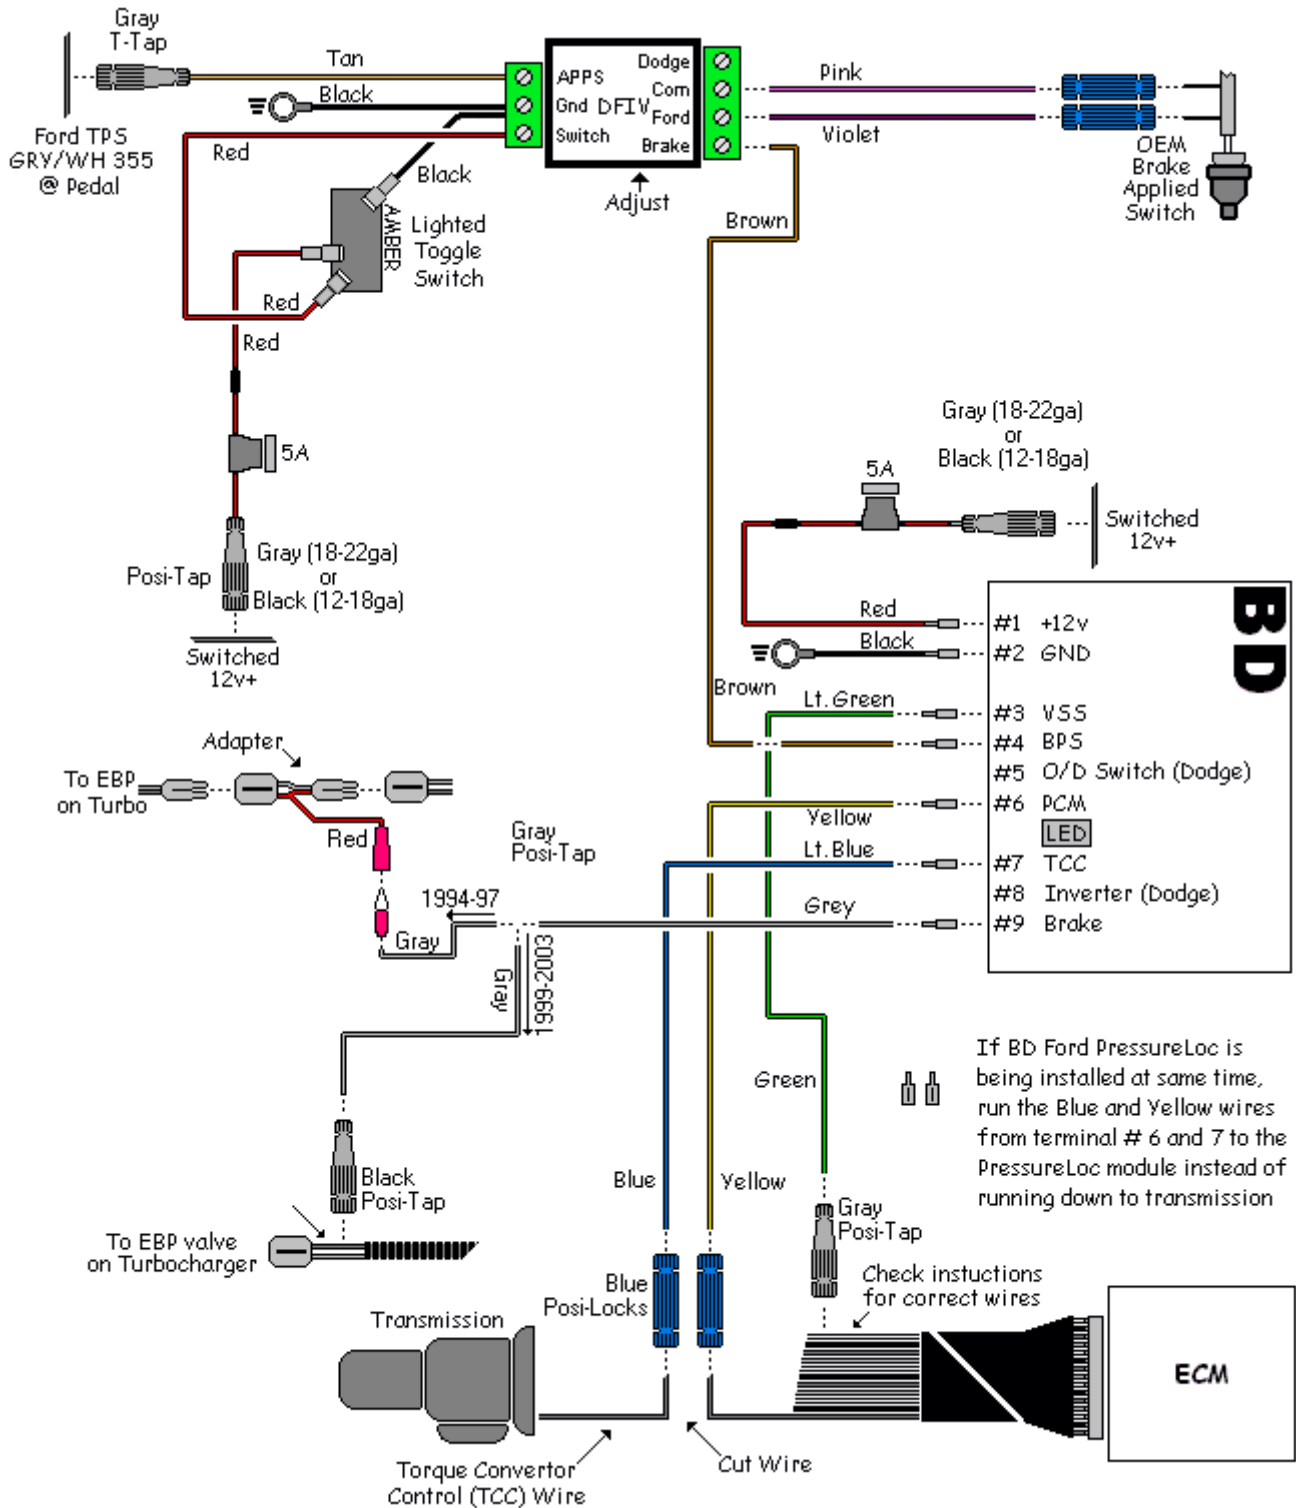 Gray
T-Tap
Tan
Black
Ford TPS
GRY/WH 355
@ Pedal
Red
Black
APPS
Gnd
Switch
DFIV
Dodge
Com
Ford
Brake
Adjust
Pink
Violet
OEM
Brake
Applied
Switch
Brown
AMBER
Lighted
Toggle
Switch
Red
Red
5A
Gray (18-22ga)
or
Black (12-18ga)
Posi-Tap
Switched
12v+
Gray (18-22ga)
or
Black (12-18ga)
5A
Switched
12v+
BD
Red
Black
Brown
Lt. Green
#1 +12v
#2 GND
#3 VSS
#4 BPS
#5 O/D Switch (Dodge)
#6 PCM
LED
#7 TCC
#8 Inverter (Dodge)
#9 Brake
Yellow
Lt. Blue
Grey
Adapter
To EBP
on Turbo
Red
Gray
Posi-Tap
1994-97
Gray
Gray
1999-2003
Green
If BD Ford PressureLoc is
being installed at same time,
run the Blue and Yellow wires
from terminal # 6 and 7 to the
PressureLoc module instead of
running down to transmission
Black
Posi-Tap
Blue
Yellow
Gray
Posi-Tap
To EBP valve
on Turbocharger
Blue
Posi-Locks
Check instuctions
for correct wires
Transmission
ECM
Torque Convertor
Control (TCC) Wire
Cut Wire